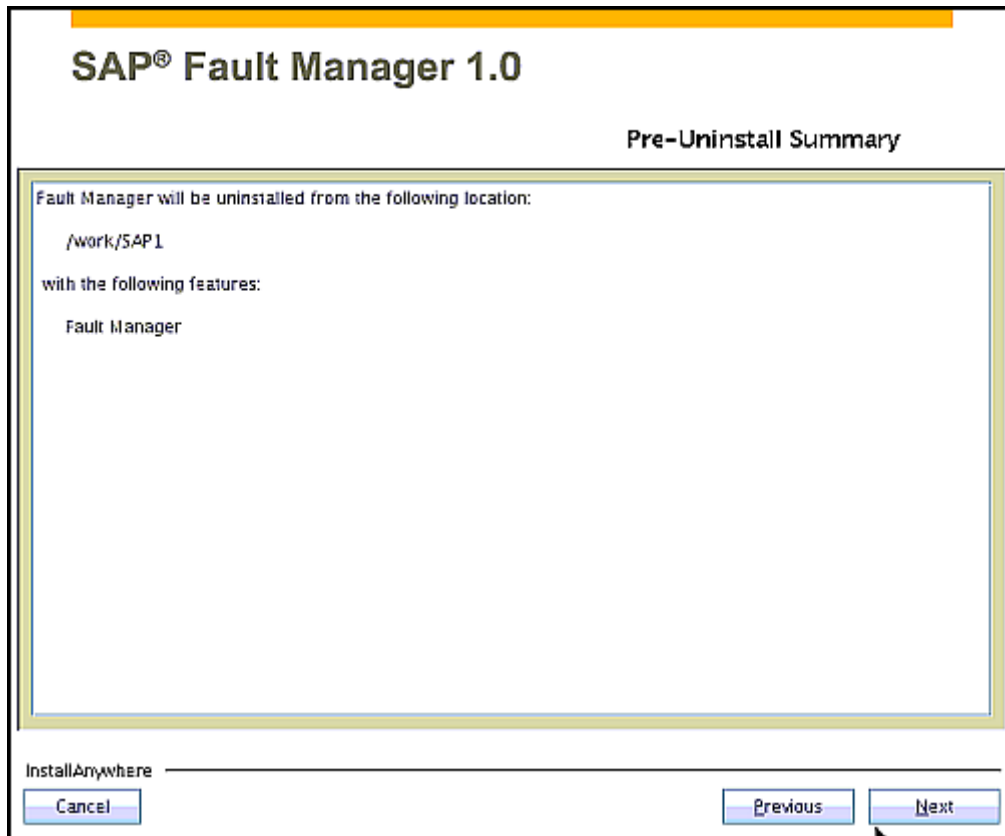 SAP® Fault Manager 1.0
Pre-Uninstall Summary
Fault Manager will be uninstalled from the following location:
/work/SAP1
with the following features:
Fault Manager
InstallAnywhere
Cancel
Previous
Next